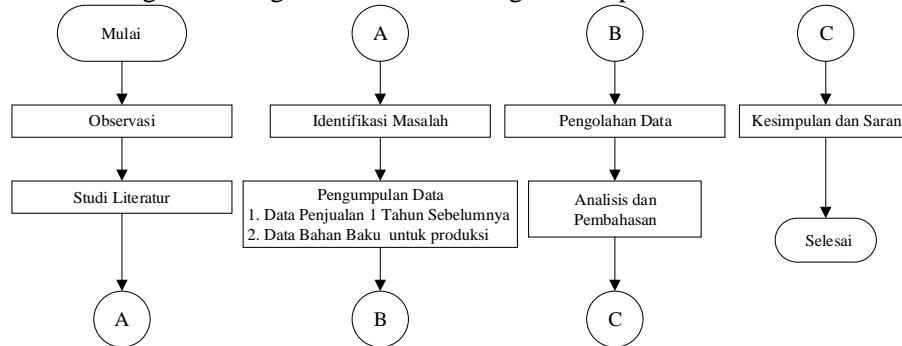 Mulai
Observasi
Studi Literatur
A
A
Identifikasi Masalah
Pengumpulan Data
1. Data Penjualan 1 Tahun Sebelumnya
2. Data Bahan Baku untuk produksi
B
B
Pengolahan Data
Analisis dan
Pembahasan
C
C
Kesimpulan dan Saran
Selesai